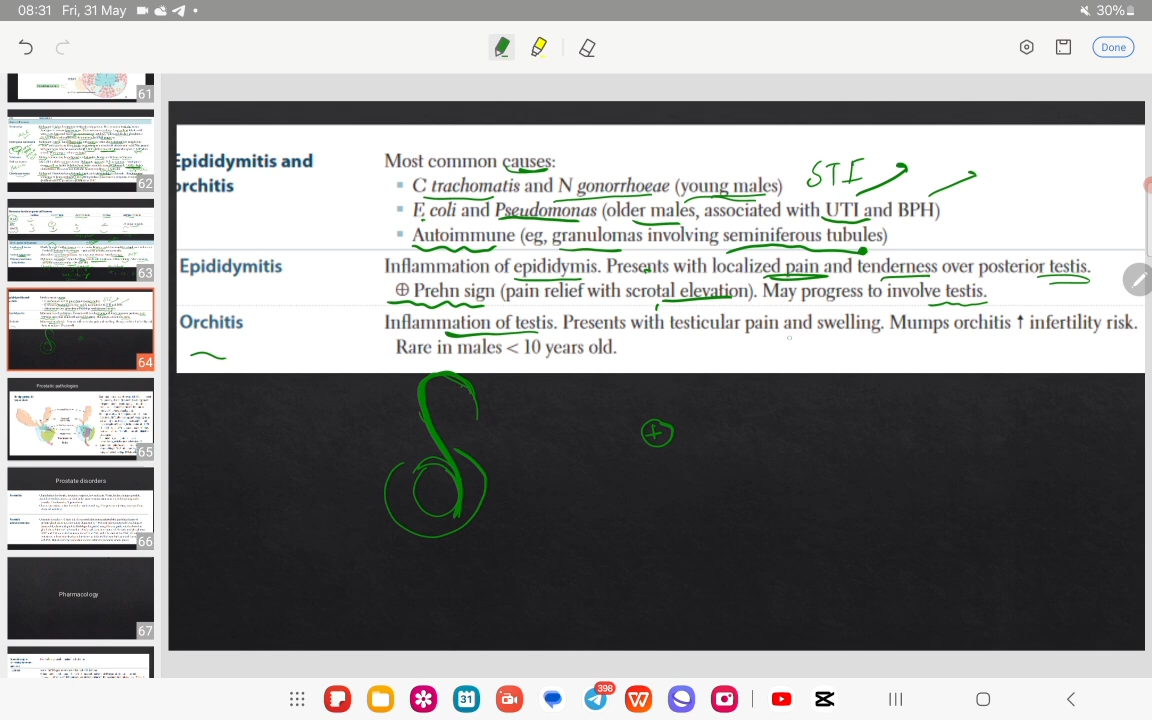 08:31 Fri, 31 May
30%
Done
61
62
63
64
Prostatic pathologies
65
Prostate disorders
66
Pharmacology
67
Epididymitis and
orchitis
Most common causes:
C trachomatis and N gonorrhoeae (young males)
STI
E coli and Pseudomonas (older males, associated with UTI and BPH)
Autoimmune (eg, granulomas involving seminiferous tubules)
Epididymitis
Inflammation of epididymis. Presents with localized pain and tenderness over posterior testis.
⊕ Prehn sign (pain relief with scrotal elevation). May progress to involve testis.
Orchitis
Inflammation of testis. Presents with testicular pain and swelling. Mumps orchitis ↑ infertility risk.
Rare in males < 10 years old.
+
398
31